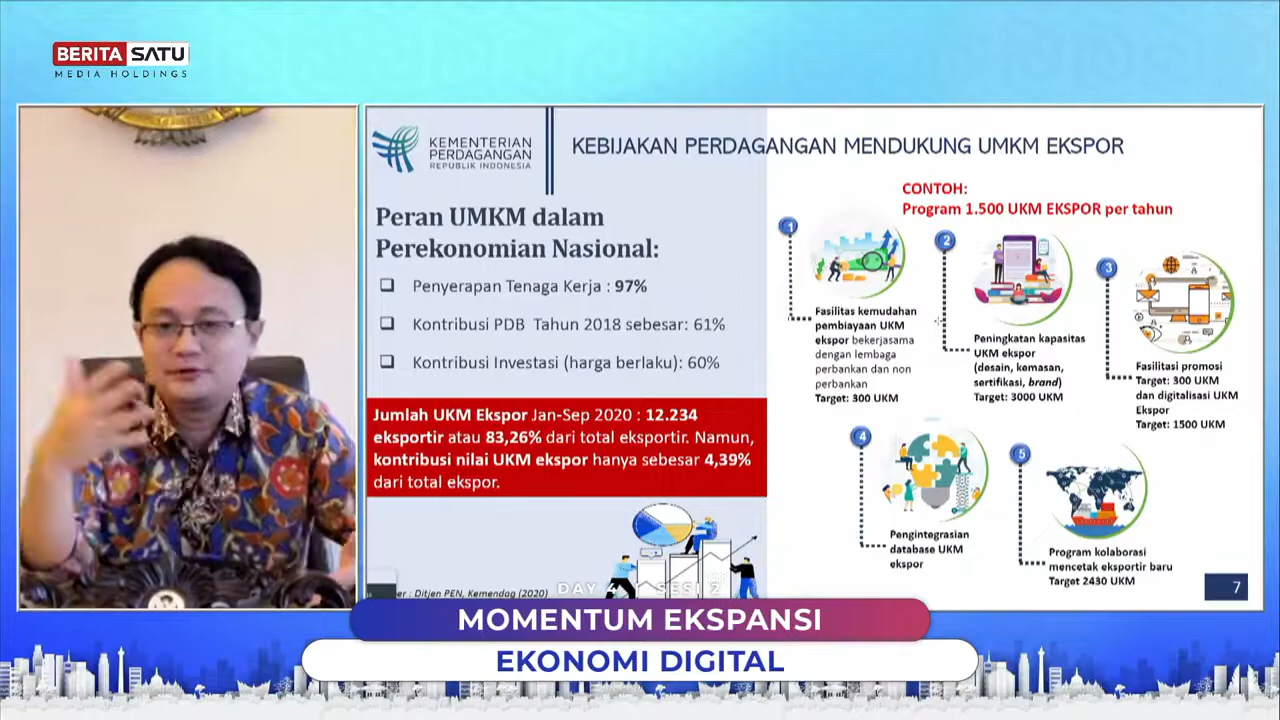 BERITA SATU
MEDIA HOLDINGS
KEMENTERIAN
PERDAGANGAN
REPUBLIK INDONESIA
KEBIJAKAN PERDAGANGAN MENDUKUNG UMKM EKSPOR
Peran UMKM dalam
Perekonomian Nasional:
Penyerapan Tenaga Kerja : 97%
Kontribusi PDB Tahun 2018 sebesar: 61%
Kontribusi Investasi (harga berlaku): 60%
Jumlah UKM Ekspor Jan-Sep 2020 : 12.234
eksportir atau 83,26% dari total eksportir. Namun,
kontribusi nilai UKM ekspor hanya sebesar 4,39%
dari total ekspor.
: Ditjen PEN, Kemendag (2020)
CONTOH:
Program 1.500 UKM EKSPOR per tahun
1
Fasilitas kemudahan
pembiayaan UKM
ekspor bekerjasama
dengan lembaga
perbankan dan non
perbankan
Target: 300 UKM
2
Peningkatan kapasitas
UKM ekspor
(desain, kemasan,
sertifikasi, brand)
Target: 3000 UKM
3
Fasilitasi promosi
Target: 300 UKM
dan digitalisasi UKM
Ekspor
Target: 1500 UKM
4
Pengintegrasian
database UKM
ekspor
5
Program kolaborasi
mencetak eksportir baru
Target 2430 UKM
7
DAY SESI 2
MOMENTUM EKSPANSI
EKONOMI DIGITAL